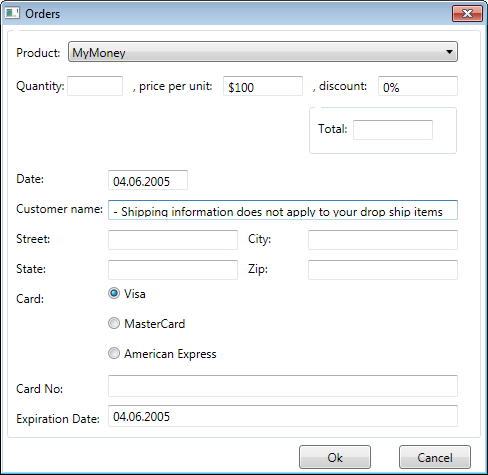 Orders
Product: MyMoney
Quantity: , price per unit: $100 , discount: 0%
Total:
Date: 04.06.2005
Customer name: - Shipping information does not apply to your drop ship items
Street: City:
State: Zip:
Card: Visa
MasterCard
American Express
Card No:
Expiration Date: 04.06.2005
Ok Cancel